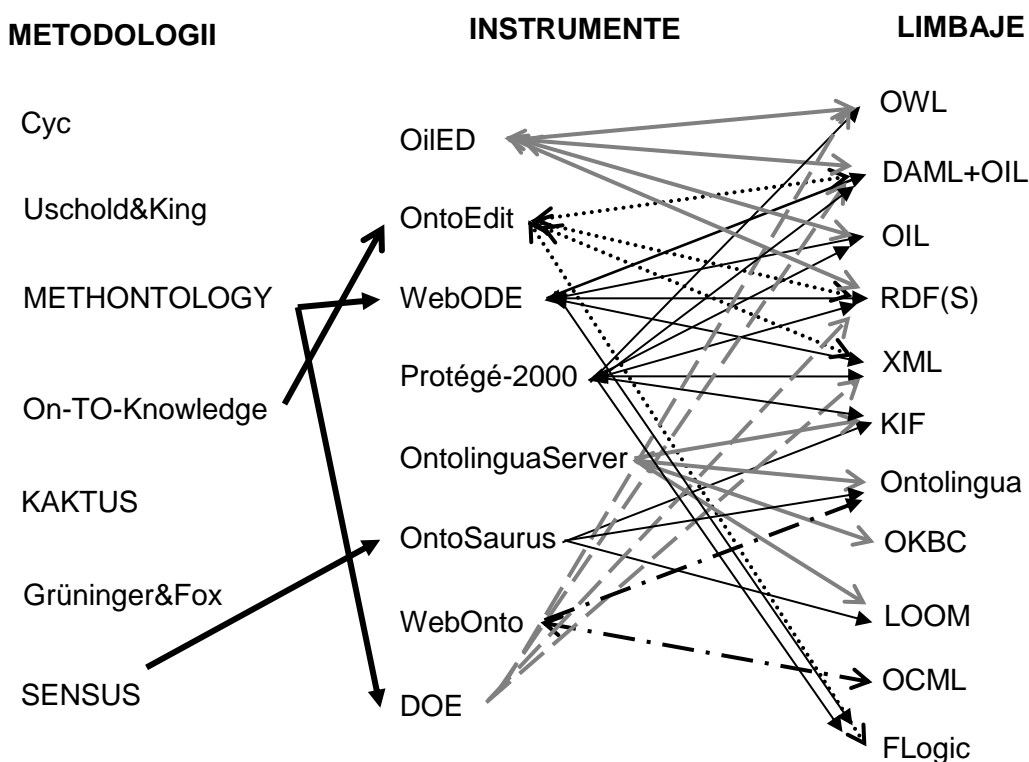 METODOLOGII
Cyc
Uschold&King
METHONTOLOGY
On-TO-Knowledge
KAKTUS
Grüninger&Fox
SENSUS
INSTRUMENTE
OilED
OntoEdit
WebODE
Protégé-2000
OntolinguaServer
OntoSaurus
WebOnto
DOE
LIMBAJE
OWL
DAML+OIL
OIL
RDF(S)
XML
KIF
Ontolingua
OKBC
LOOM
OCML
FLogic